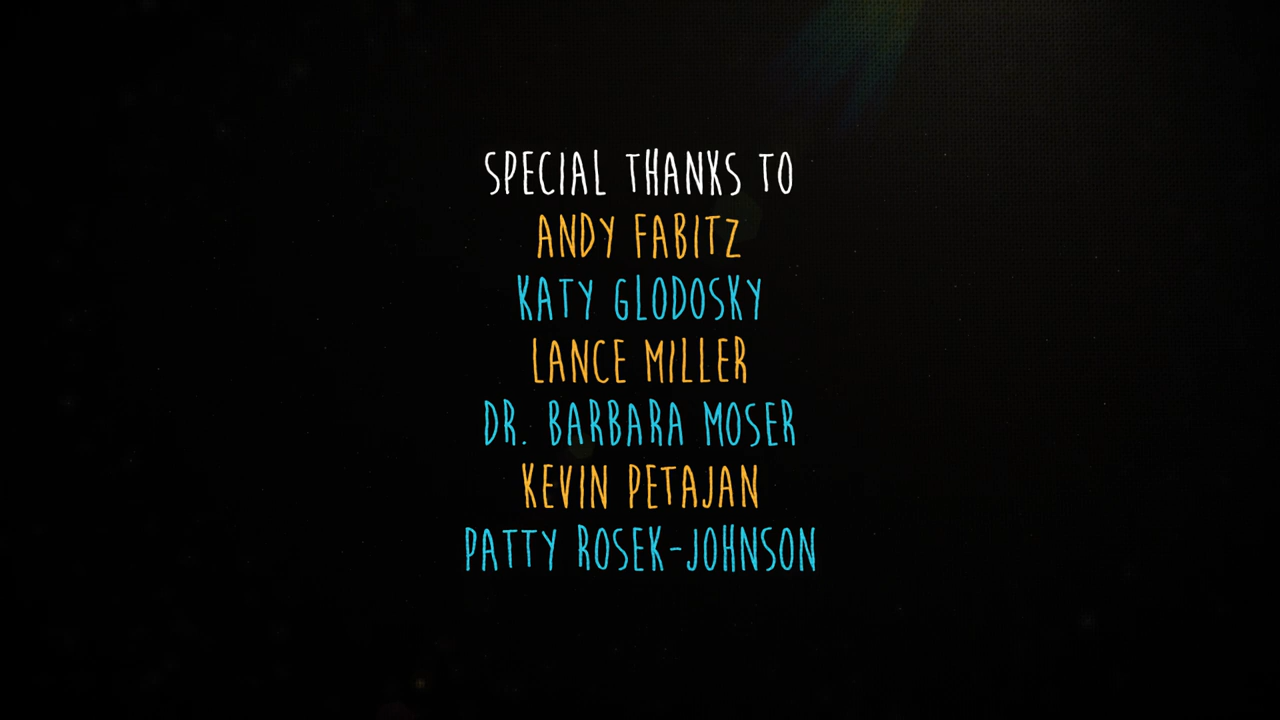 SPECIAL THANKS TO
ANDY FABITZ
KATY GLODOSKY
LANCE MILLER
DR. BARBARA MOSER
KEVIN PETAJAN
PATTY ROSEK-JOHNSON